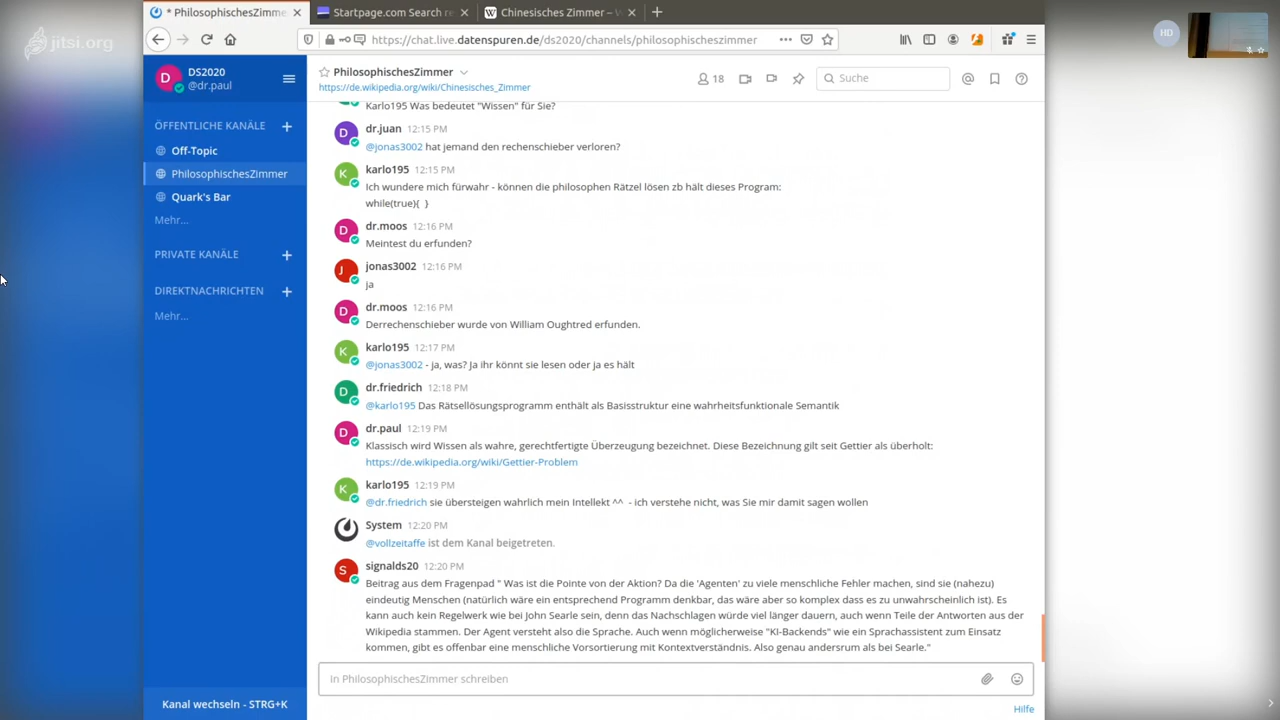 jitsi.org
* PhilosophischesZimmer
Startpage.com Search re
W Chinesisches Zimmer – W
https://chat.live.datenspuren.de/ds2020/channels/philosophischeszimmer
HD
D
DS2020
@dr.paul
PhilosophischesZimmer
https://de.wikipedia.org/wiki/Chinesisches_Zimmer
18
Suche
ÖFFENTLICHE KANÄLE
Off-Topic
PhilosophischesZimmer
Quark's Bar
Mehr...
PRIVATE KANÄLE
DIREKTNACHRICHTEN
Mehr...
Kanal wechseln - STRG+K
Karlo195 Was bedeutet "Wissen" für Sie?
D
dr.juan 12:15 PM
@jonas3002 hat jemand den rechenschieber verloren?
K
karlo195 12:15 PM
Ich wundere mich fürwahr - können die philosophen Rätzel lösen zb hält dieses Program:
while(true){ }
D
dr.moos 12:16 PM
Meintest du erfunden?
J
jonas3002 12:16 PM
ja
D
dr.moos 12:16 PM
Derrechenschieber wurde von William Oughtred erfunden.
K
karlo195 12:17 PM
@jonas3002 - ja, was? Ja ihr könnt sie lesen oder ja es hält
D
dr.friedrich 12:18 PM
@karlo195 Das Rätsellösungsprogramm enthält als Basisstruktur eine wahrheitsfunktionale Semantik
D
dr.paul 12:19 PM
Klassisch wird Wissen als wahre, gerechtfertigte Überzeugung bezeichnet. Diese Bezeichnung gilt seit Gettier als überholt:
https://de.wikipedia.org/wiki/Gettier-Problem
K
karlo195 12:19 PM
@dr.friedrich sie übersteigen wahrlich mein Intellekt ^^ - ich verstehe nicht, was Sie mir damit sagen wollen
System 12:20 PM
@vollzeitaffe ist dem Kanal beigetreten.
S
signalds20 12:20 PM
Beitrag aus dem Fragenpad " Was ist die Pointe von der Aktion? Da die 'Agenten' zu viele menschliche Fehler machen, sind sie (nahezu)
eindeutig Menschen (natürlich wäre ein entsprechend Programm denkbar, das wäre aber so komplex dass es zu unwahrscheinlich ist). Es
kann auch kein Regelwerk wie bei John Searle sein, denn das Nachschlagen würde viel länger dauern, auch wenn Teile der Antworten aus der
Wikipedia stammen. Der Agent versteht also die Sprache. Auch wenn möglicherweise "KI-Backends" wie ein Sprachassistent zum Einsatz
kommen, gibt es offenbar eine menschliche Vorsortierung mit Kontextverständnis. Also genau andersrum als bei Searle."
In PhilosophischesZimmer schreiben
Hilfe